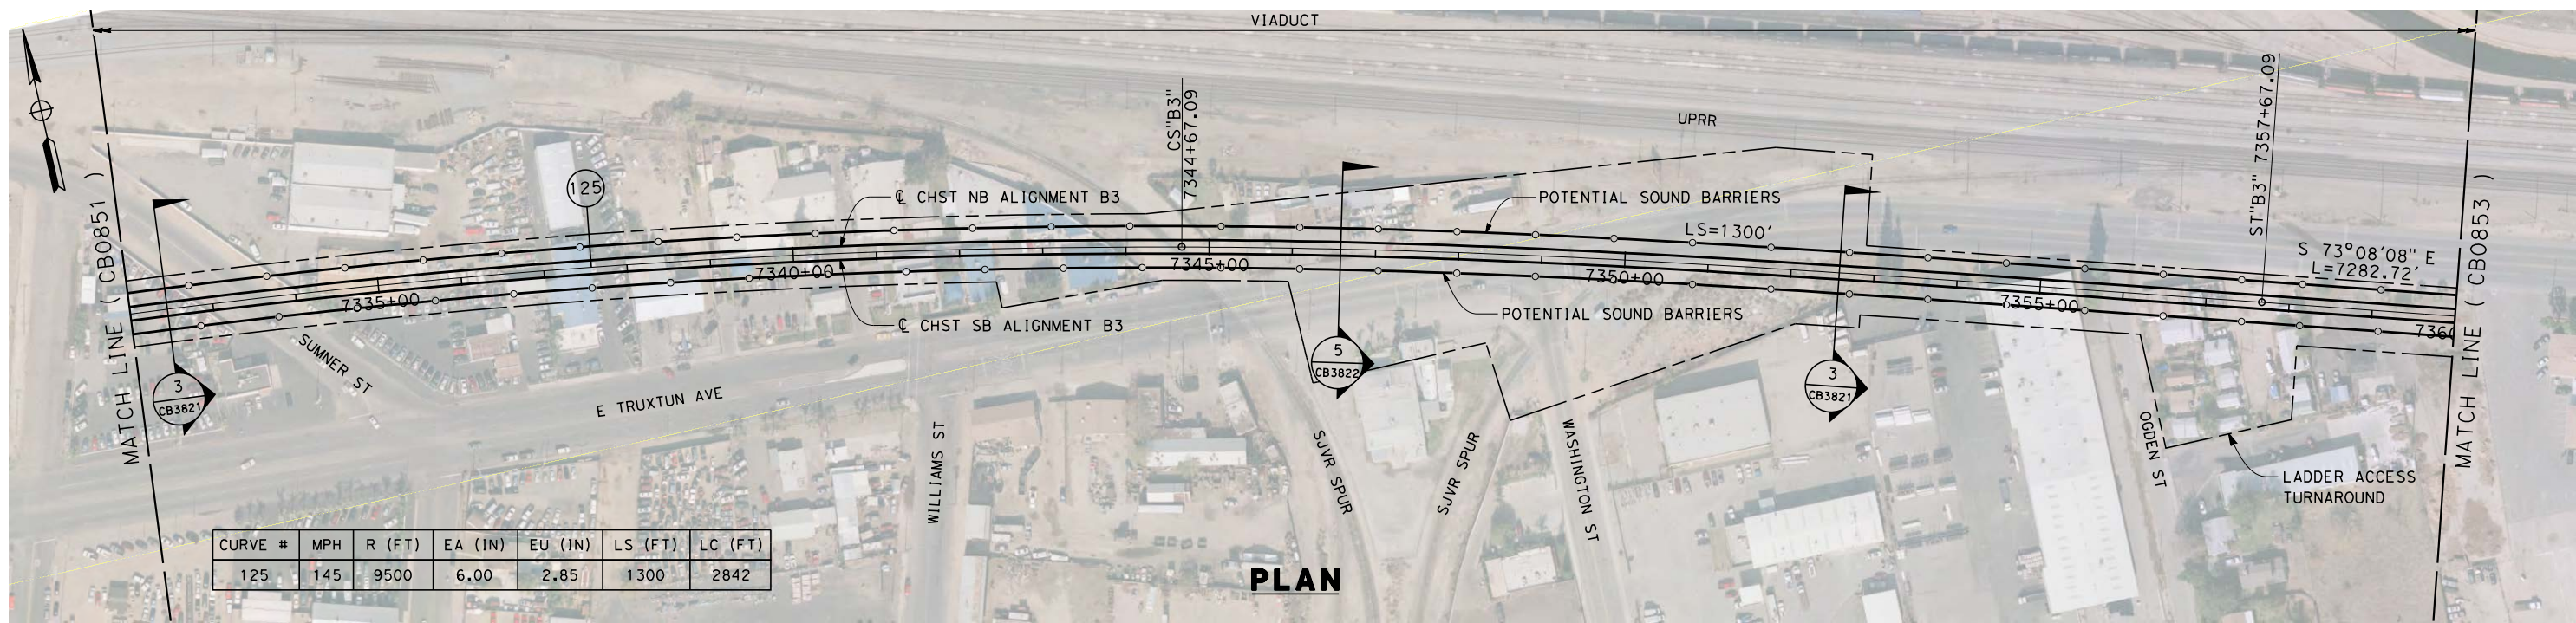 VIADUCT
MATCH LINE ( CB0851 )
125
℄ CHST NB ALIGNMENT B3
CS"B3"
7344+67.09
UPRR
POTENTIAL SOUND BARRIERS
LS=1300'
ST"B3" 7357+67.09
S 73°08'08" E
L=7282.72'
MATCH LINE ( CB0853 )
7335+00
7340+00
7345+00
7350+00
7355+00
7360
℄ CHST SB ALIGNMENT B3
POTENTIAL SOUND BARRIERS
SUMNER ST
3
CB3821
E TRUXTUN AVE
5
CB3822
3
CB3821
WILLIAMS ST
SJVR SPUR
SJVR SPUR
WASHINGTON ST
OGDEN ST
LADDER ACCESS
TURNAROUND
CURVE # MPH R (FT) EA (IN) EU (IN) LS (FT) LC (FT)
125 145 9500 6.00 2.85 1300 2842
PLAN